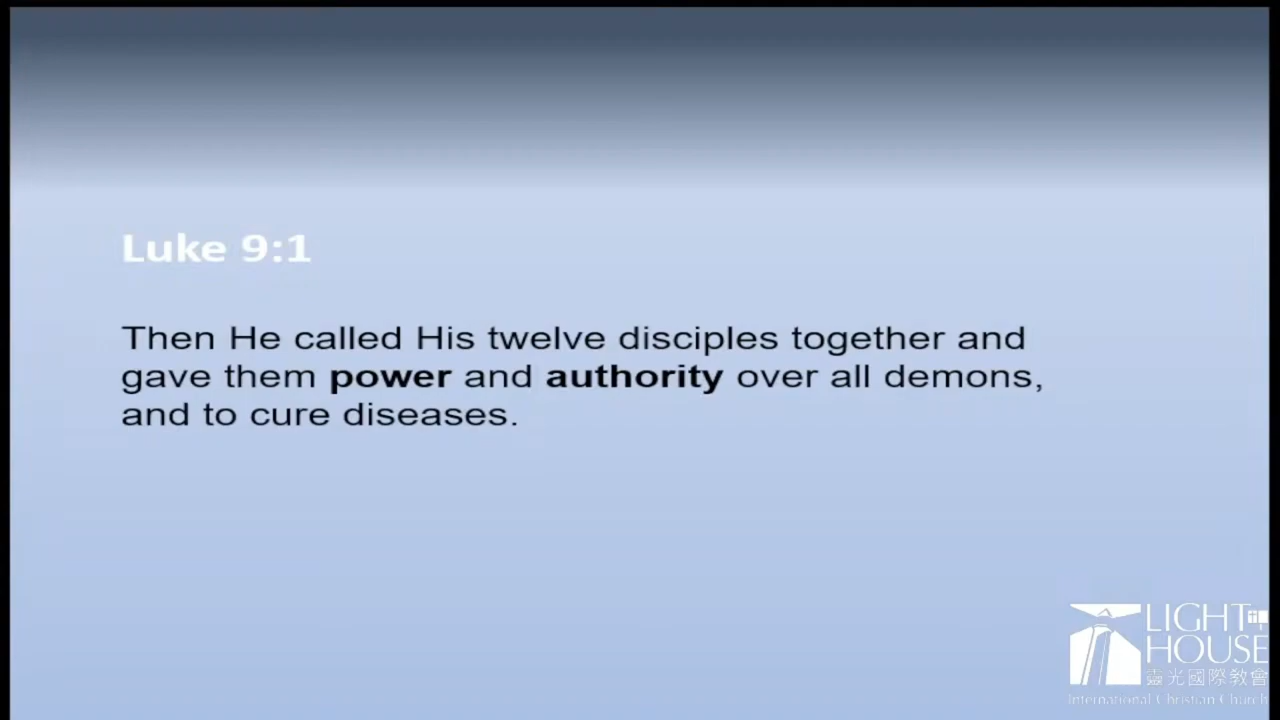 Luke 9:1
Then He called His twelve disciples together and
gave them power and authority over all demons,
and to cure diseases.
LIGHT
HOUSE
靈光國際教會
International Christian Church